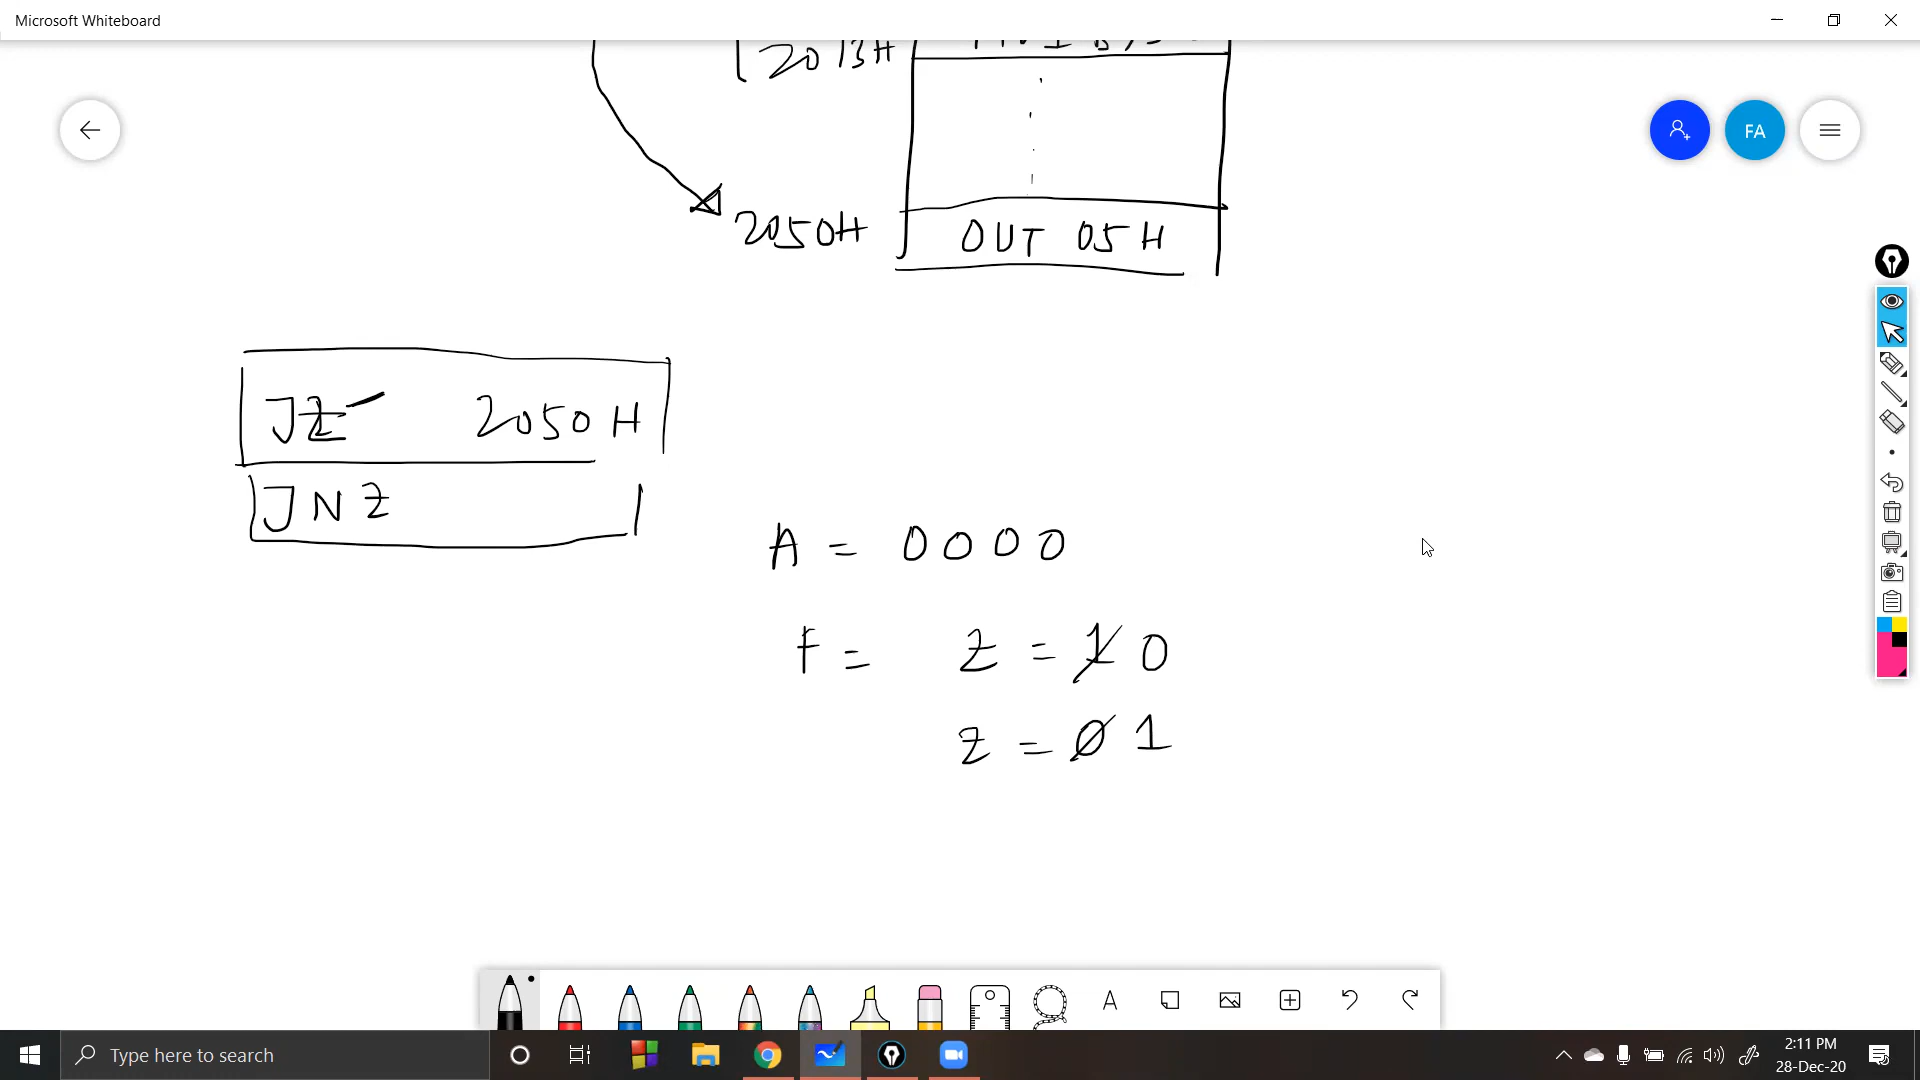 Microsoft Whiteboard
2013H
FA
2050H OUT 05H
JZ 2050H
JNZ
A = 0000
F = Z = 1 0
Z = 0 1
A
Type here to search
2:11 PM
28-Dec-20